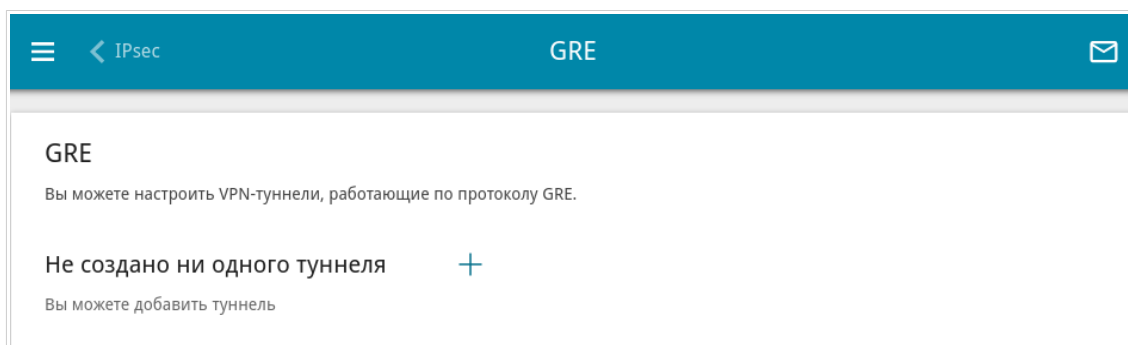 IPsec
GRE
GRE
Вы можете настроить VPN-туннели, работающие по протоколу GRE.
Не создано ни одного туннеля
Вы можете добавить туннель